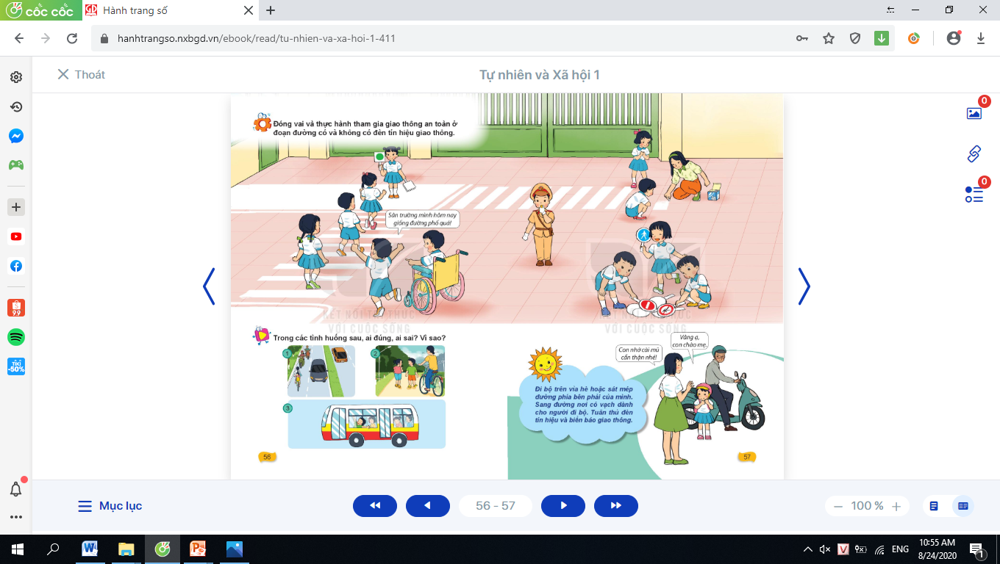 cốc cốc
Hành trang số
hanhtrangso.nxbgd.vn/ebook/read/tu-nhien-va-xa-hoi-1-411
Thoát
Tự nhiên và Xã hội 1
0
0
Đóng vai và thực hành tham gia giao thông an toàn ở
đoạn đường có và không có đèn tín hiệu giao thông.
Sân trường mình hôm nay
giống đường phố quá!
KẾT NỐI TRI THỨC
VỚI CUỘC SỐNG
KẾT NỐI TRI THỨC
VỚI CUỘC SỐNG
Trong các tình huống sau, ai đúng, ai sai? Vì sao?
1
2
3
Vâng ạ,
con chào mẹ.
Con nhớ cài mũ
cẩn thận nhé!
Đi bộ trên vỉa hè hoặc sát mép
đường phía bên phải của mình.
Sang đường nơi có vạch dành
cho người đi bộ. Tuân thủ đèn
tín hiệu và biển báo giao thông.
56
57
9.9
TIKI
-50%
Mục lục
56 - 57
100 %
ENG
10:55 AM
8/24/2020
1